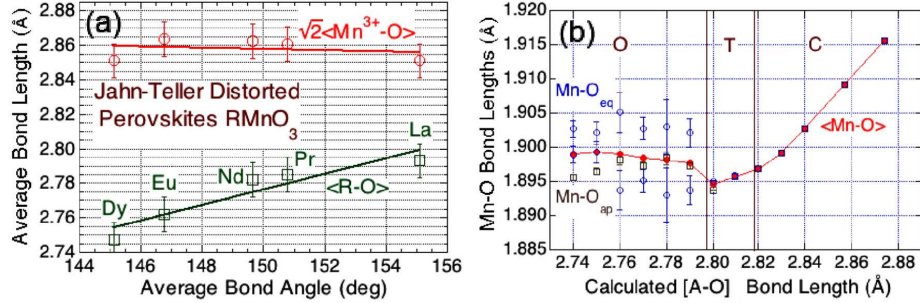 (a)
√2<Mn³⁺-O>
Jahn-Teller Distorted
Perovskites RMnO₃
La
Pr
Nd
Eu
Dy
<R-O>
Average Bond Length (Å)
2.88
2.86
2.84
2.82
2.80
2.78
2.76
2.74
144 146 148 150 152 154 156
Average Bond Angle (deg)
(b)
O T C
Mn-O_eq
<Mn-O>
Mn-O_ap
Mn-O Bond Lengths (Å)
1.920
1.915
1.910
1.905
1.900
1.895
1.890
1.885
2.74 2.76 2.78 2.80 2.82 2.84 2.86 2.88
Calculated [A-O] Bond Length (Å)